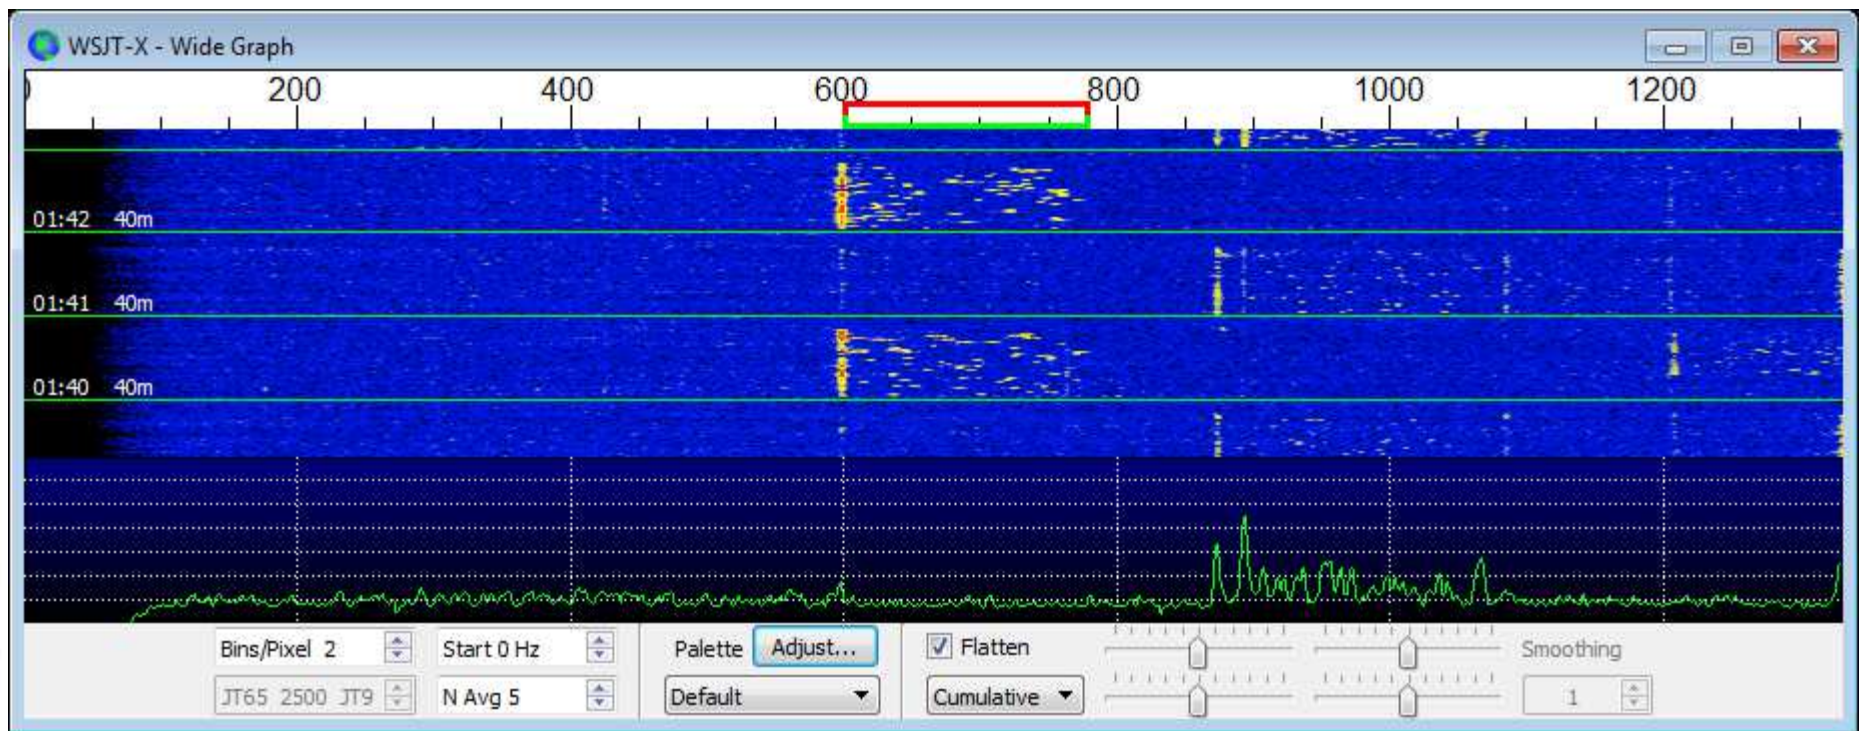 WSJT-X - Wide Graph
200 400 600 800 1000 1200
01:42 40m
01:41 40m
01:40 40m
Bins/Pixel 2 Start 0 Hz Palette Adjust... Flatten Smoothing
JT65 2500 JT9 N Avg 5 Default Cumulative 1